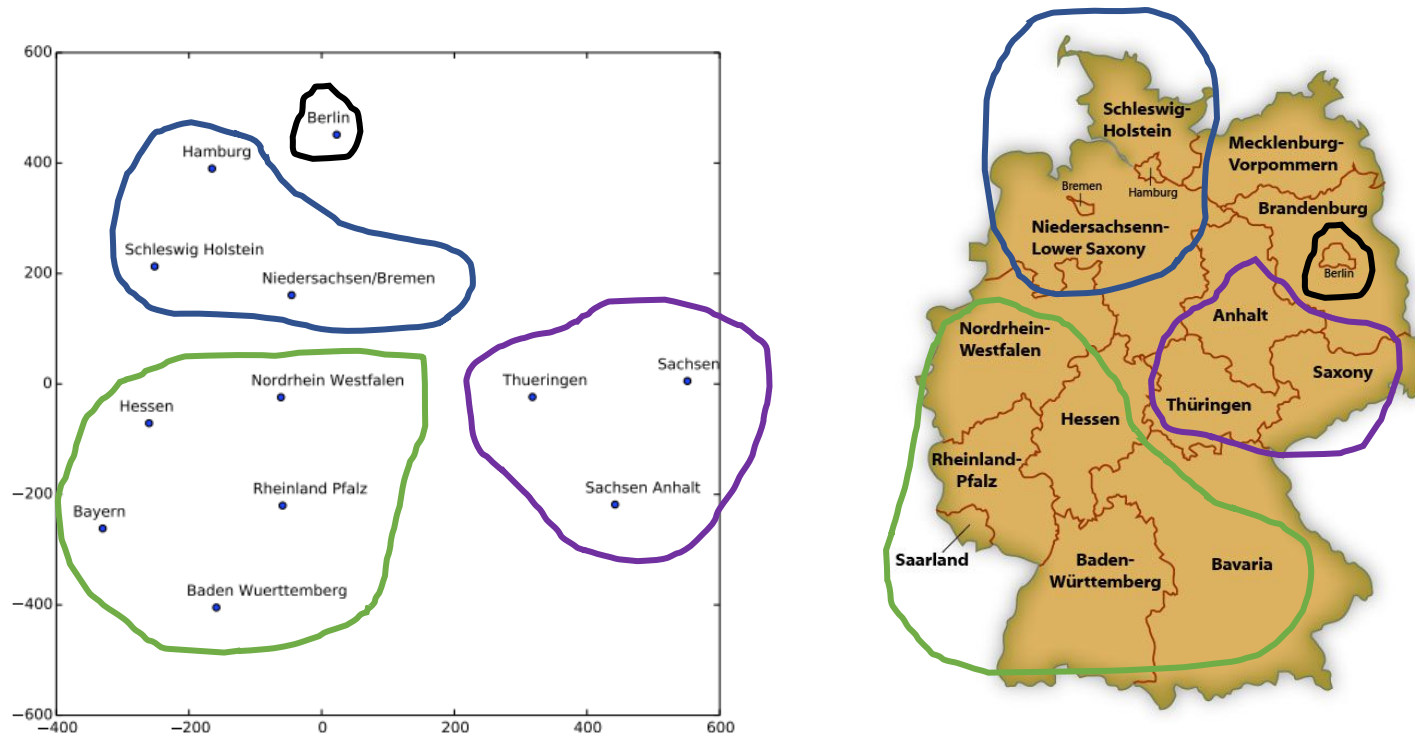 600
400
200
0
−200
−400
−600
−400
−200
0
200
400
600
Berlin
Hamburg
Schleswig Holstein
Niedersachsen/Bremen
Nordrhein Westfalen
Hessen
Rheinland Pfalz
Bayern
Baden Wuerttemberg
Sachsen
Thueringen
Sachsen Anhalt
Schleswig-
Holstein
Mecklenburg-
Vorpommern
Bremen
Hamburg
Brandenburg
Niedersachsenn-
Lower Saxony
Berlin
Anhalt
Nordrhein-
Westfalen
Saxony
Thüringen
Hessen
Rheinland-
Pfalz
Saarland
Baden-
Württemberg
Bavaria